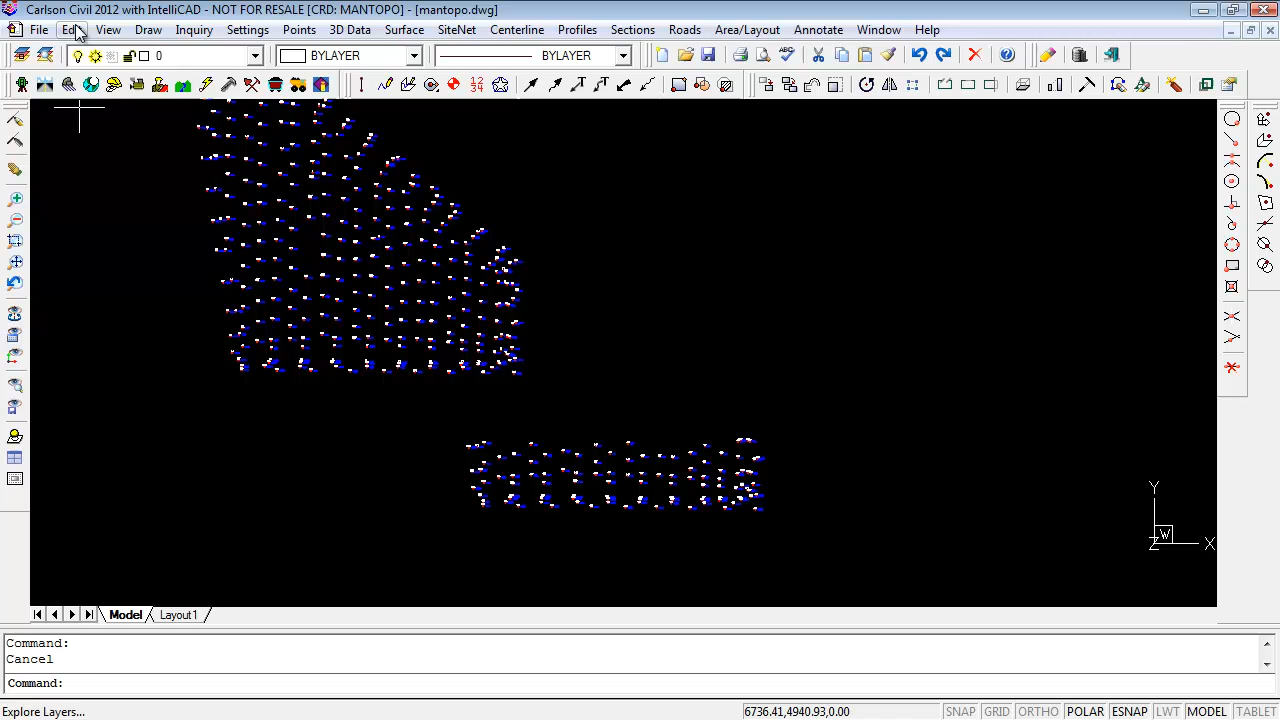 Carlson Civil 2012 with IntelliCAD - NOT FOR RESALE [CRD: MANTOPO] - [mantopo.dwg]
File Edit View Draw Inquiry Settings Points 3D Data Surface SiteNet Centerline Profiles Sections Roads Area/Layout Annotate Window Help
0 BYLAYER BYLAYER
34
Y
W
Z X
Model Layout1
Command:
Cancel
Command:
Explore Layers... 6736.41,4940.93,0.00 SNAP GRID ORTHO POLAR ESNAP LWT MODEL TABLET